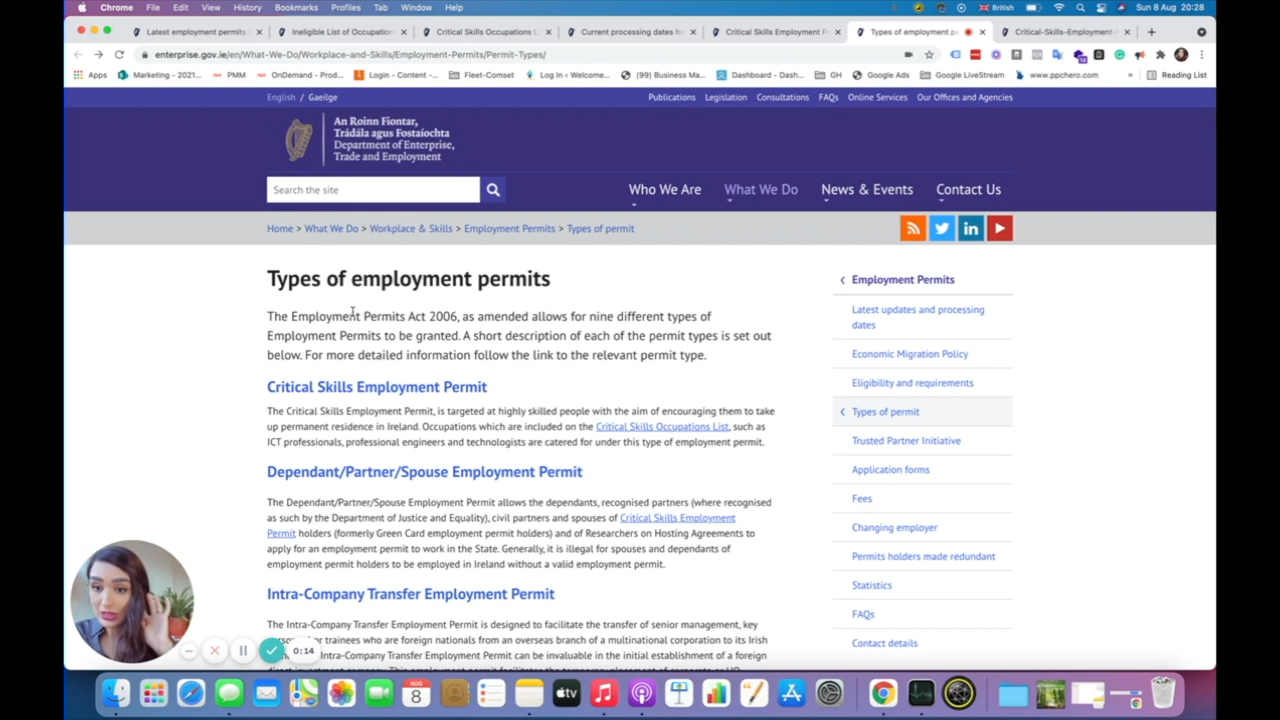 Chrome File Edit View History Bookmarks Profiles Tab Window Help
British Sun 8 Aug 20:28
Latest employment permits
Ineligible List of Occupation
Critical Skills Occupations L
Current processing dates fo
Critical Skills Employment P
Types of employment pe
Critical-Skills-Employment-
enterprise.gov.ie/en/What-We-Do/Workplace-and-Skills/Employment-Permits/Permit-Types/
Apps Marketing - 2021... PMM OnDemand - Prod... Login - Content - ... Fleet-Comset Log In ‹ Welcome... (99) Business Ma... Dashboard - Dash... GH Google Ads Google LiveStream www.ppchero.com » Reading List
English / Gaeilge
Publications Legislation Consultations FAQs Online Services Our Offices and Agencies
An Roinn Fiontar,
Trádála agus Fostaíochta
Department of Enterprise,
Trade and Employment
Search the site
Who We Are What We Do News & Events Contact Us
Home > What We Do > Workplace & Skills > Employment Permits > Types of permit
Types of employment permits
The Employment Permits Act 2006, as amended allows for nine different types of
Employment Permits to be granted. A short description of each of the permit types is set out
below. For more detailed information follow the link to the relevant permit type.
Critical Skills Employment Permit
The Critical Skills Employment Permit, is targeted at highly skilled people with the aim of encouraging them to take
up permanent residence in Ireland. Occupations which are included on the Critical Skills Occupations List, such as
ICT professionals, professional engineers and technologists are catered for under this type of employment permit.
Dependant/Partner/Spouse Employment Permit
The Dependant/Partner/Spouse Employment Permit allows the dependants, recognised partners (where recognised
as such by the Department of Justice and Equality), civil partners and spouses of Critical Skills Employment
Permit holders (formerly Green Card employment permit holders) and of Researchers on Hosting Agreements to
apply for an employment permit to work in the State. Generally, it is illegal for spouses and dependants of
employment permit holders to be employed in Ireland without a valid employment permit.
Intra-Company Transfer Employment Permit
The Intra-Company Transfer Employment Permit is designed to facilitate the transfer of senior management, key
or trainees who are foreign nationals from an overseas branch of a multinational corporation to its Irish
Intra-Company Transfer Employment Permit can be invaluable in the initial establishment of a foreign
Employment Permits
Latest updates and processing
dates
Economic Migration Policy
Eligibility and requirements
Types of permit
Trusted Partner Initiative
Application forms
Fees
Changing employer
Permits holders made redundant
Statistics
FAQs
Contact details
0:14
AUG
8
tv